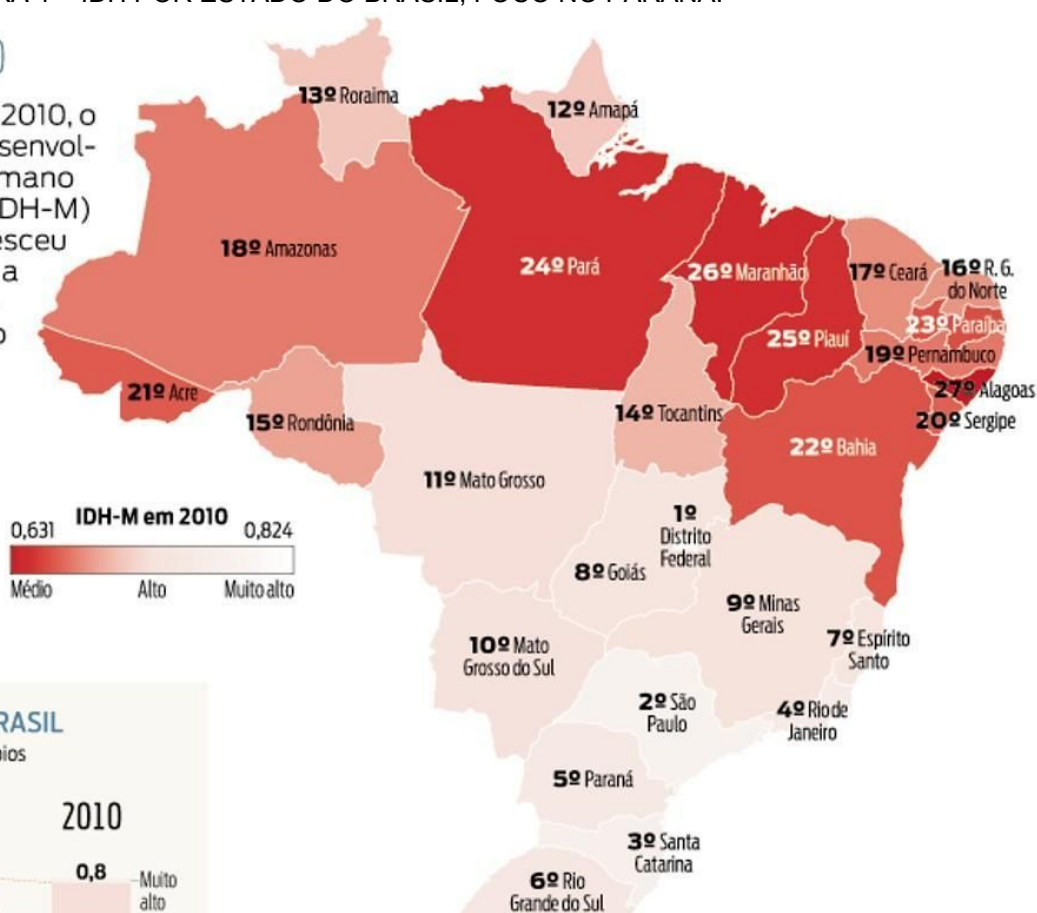 2010, o
senvol-
mano
DH-M)
esceu
a
13º Roraima
12º Amapá
18º Amazonas
24º Pará
26º Maranhão
17º Ceará
16º R. G.
do Norte
23º Paraíba
25º Piauí
19º Pernambuco
21º Acre
27º Alagoas
14º Tocantins
20º Sergipe
15º Rondônia
22º Bahia
11º Mato Grosso
IDH-M em 2010
0,631 0,824
Médio Alto Muito alto
1º
Distrito
Federal
8º Goiás
9º Minas
Gerais
7º Espírito
Santo
10º Mato
Grosso do Sul
2º São
Paulo
4º Rio de
Janeiro
5º Paraná
3º Santa
Catarina
6º Rio
Grande do Sul
RASIL
ios
2010
0,8
Muito
alto